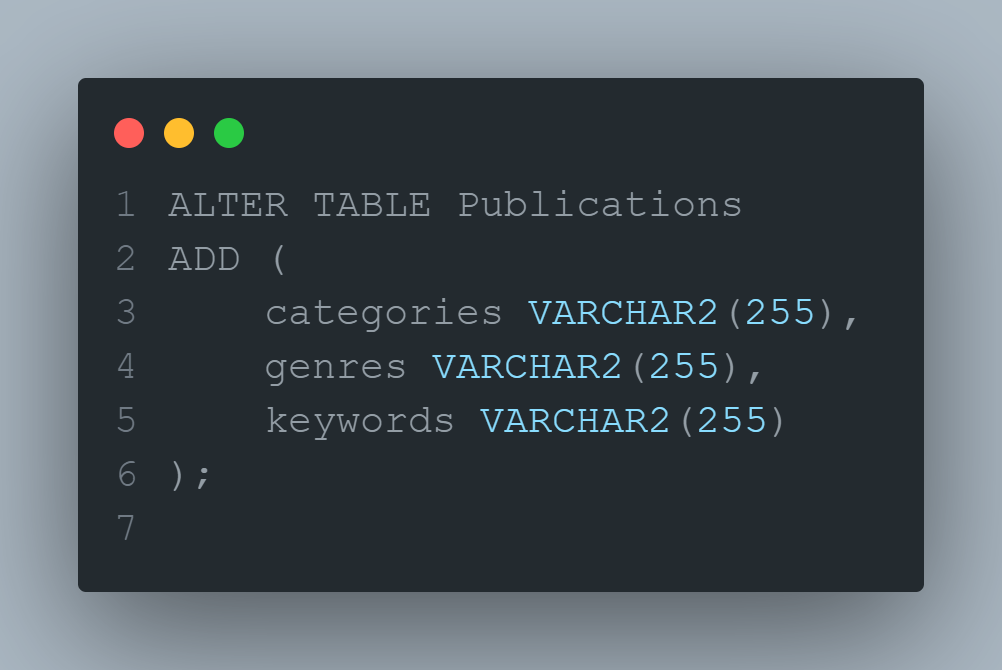 1 ALTER TABLE Publications
2 ADD (
3     categories VARCHAR2(255),
4     genres VARCHAR2(255),
5     keywords VARCHAR2(255)
6 );
7